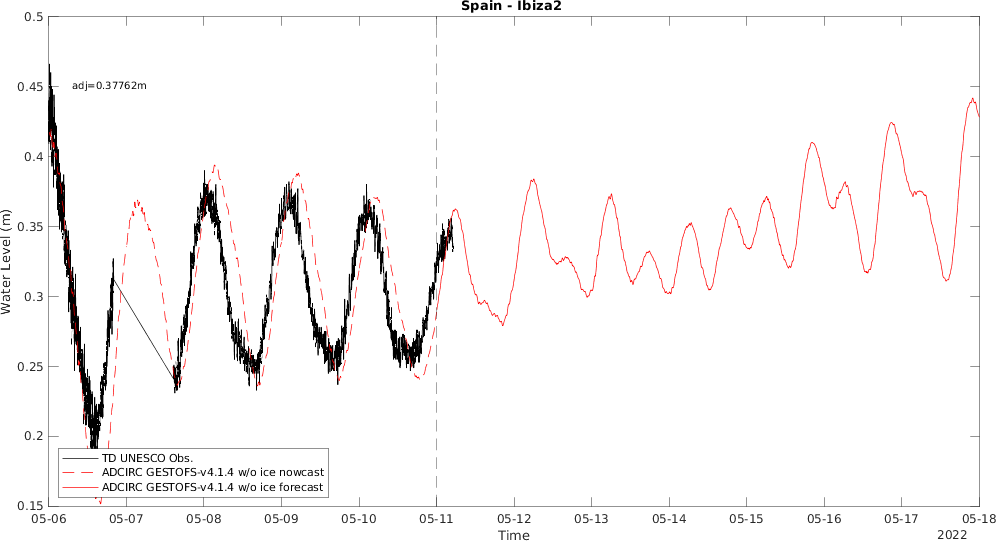 Spain - Ibiza2
0.5
0.45
0.4
0.35
0.3
0.25
0.2
0.15
Water Level (m)
adj=0.37762m
TD UNESCO Obs.
ADCIRC GESTOFS-v4.1.4 w/o ice nowcast
ADCIRC GESTOFS-v4.1.4 w/o ice forecast
05-06 05-07 05-08 05-09 05-10 05-11 05-12 05-13 05-14 05-15 05-16 05-17 05-18
Time
2022